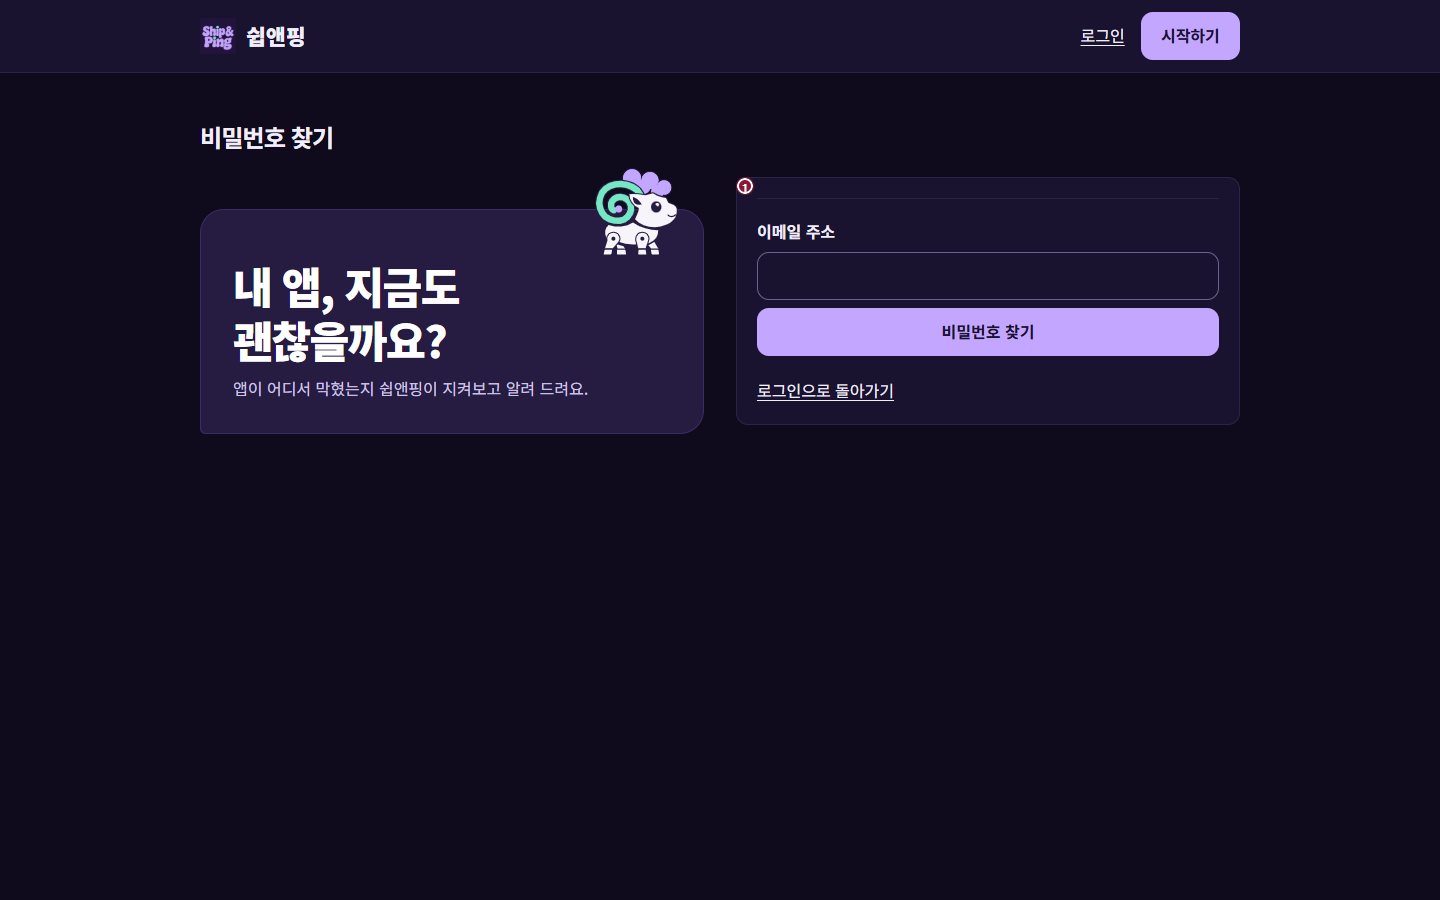 Ship&
Ping
쉽앤핑
로그인
시작하기
비밀번호 찾기
내 앱, 지금도
괜찮을까요?
앱이 어디서 막혔는지 쉽앤핑이 지켜보고 알려 드려요.
1
이메일 주소
비밀번호 찾기
로그인으로 돌아가기